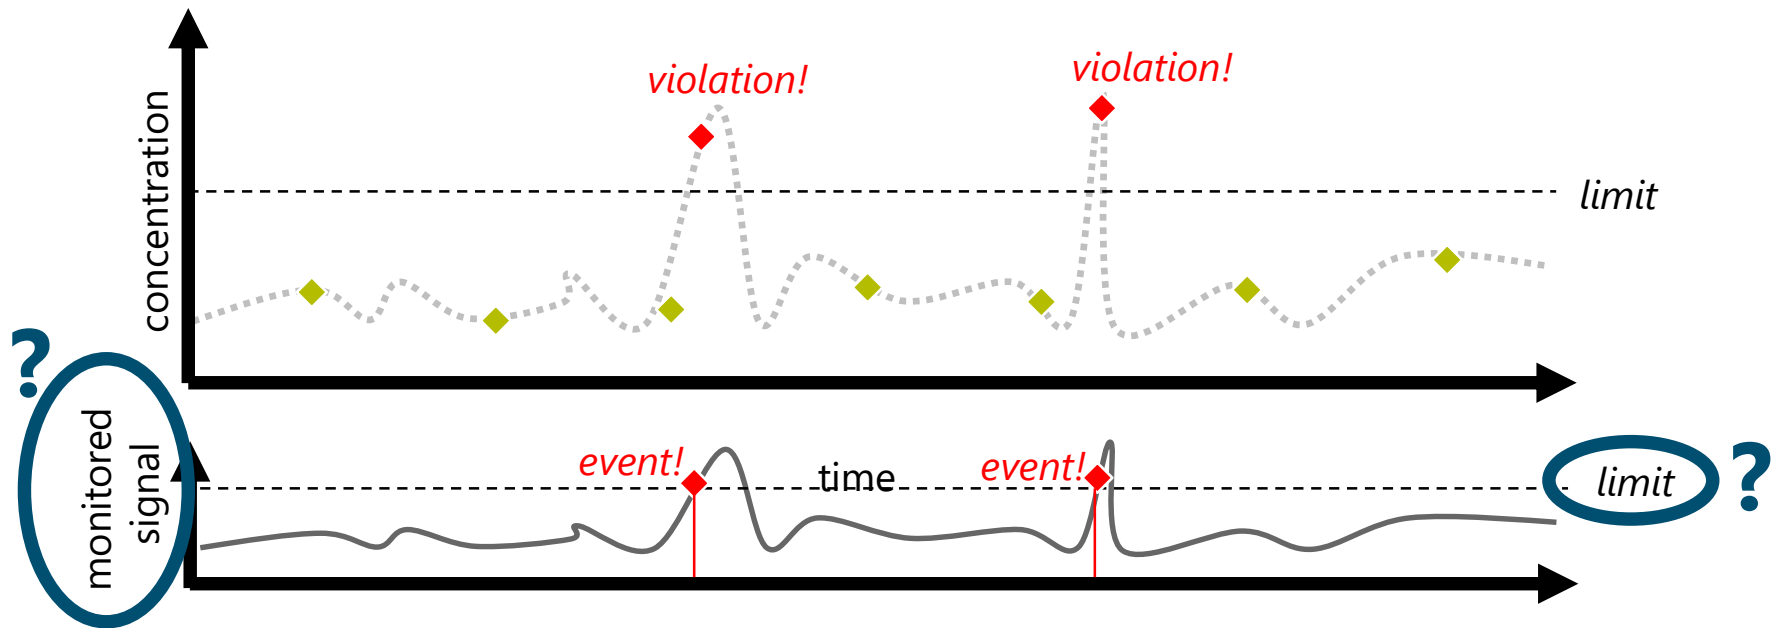 violation!
violation!
concentration
limit
?
monitored
signal
event!
time
event!
limit
?